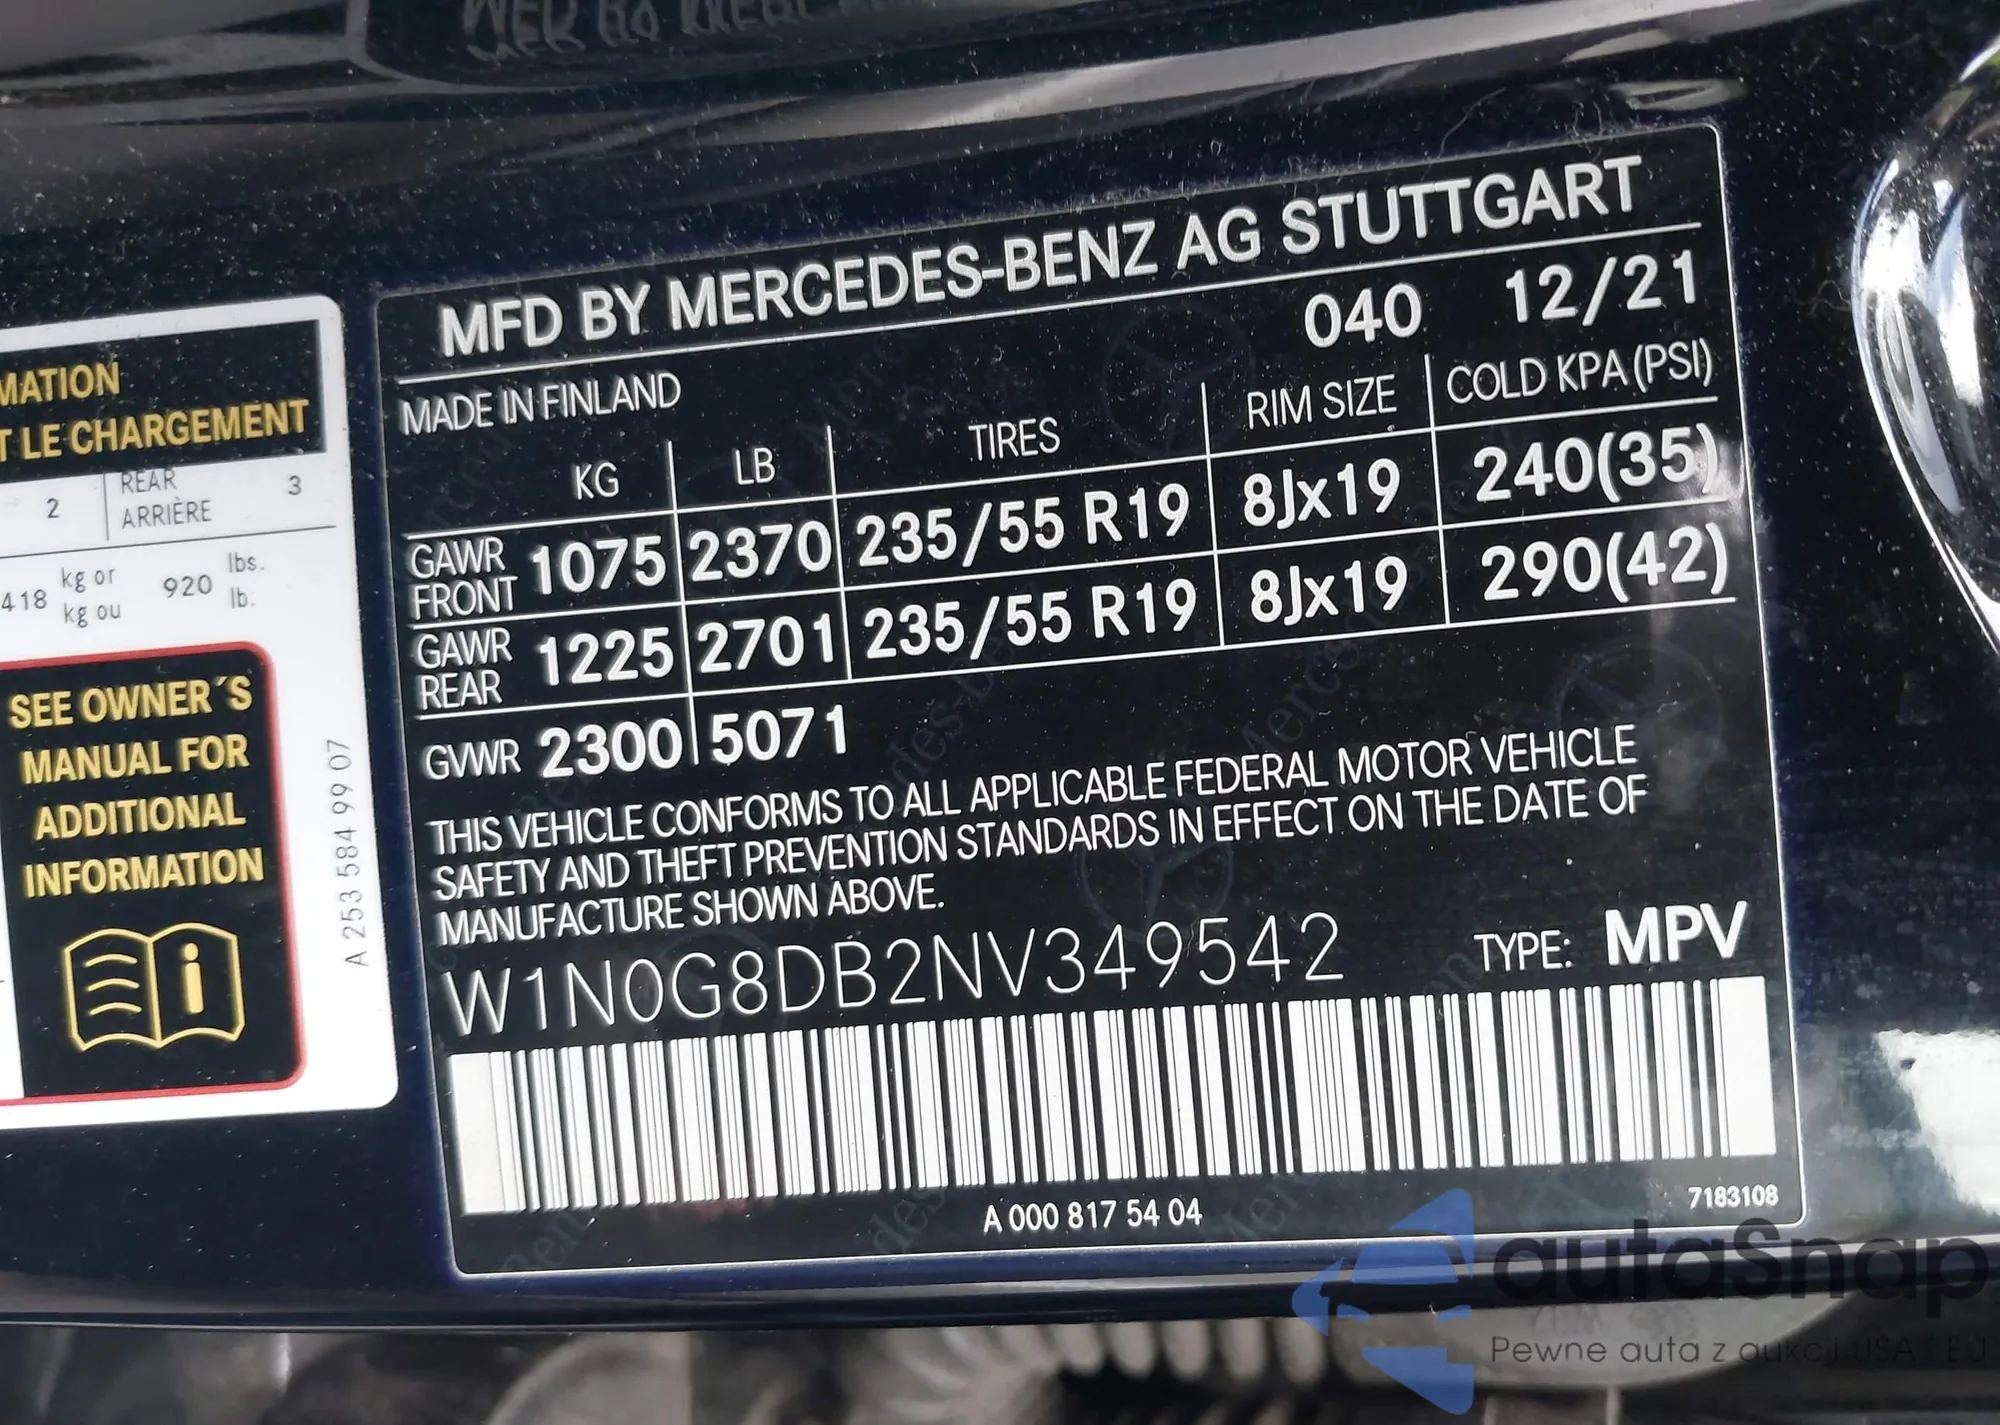 MATION
T LE CHARGEMENT
2
REAR
ARRIÈRE
3
418 kg or
kg ou
920 lbs.
lb.
SEE OWNER´S
MANUAL FOR
ADDITIONAL
INFORMATION
i
A 253 584 99 07
MFD BY MERCEDES-BENZ AG STUTTGART
040 12/21
MADE IN FINLAND
KG LB TIRES RIM SIZE COLD KPA (PSI)
GAWR FRONT 1075 2370 235/55 R19 8Jx19 240(35)
GAWR REAR 1225 2701 235/55 R19 8Jx19 290(42)
GVWR 2300 5071
THIS VEHICLE CONFORMS TO ALL APPLICABLE FEDERAL MOTOR VEHICLE
SAFETY AND THEFT PREVENTION STANDARDS IN EFFECT ON THE DATE OF
MANUFACTURE SHOWN ABOVE.
W1N0G8DB2NV349542 TYPE: MPV
A 000 817 54 04
7183108
autaSnap
Pewne auta z aukcji USA i EU